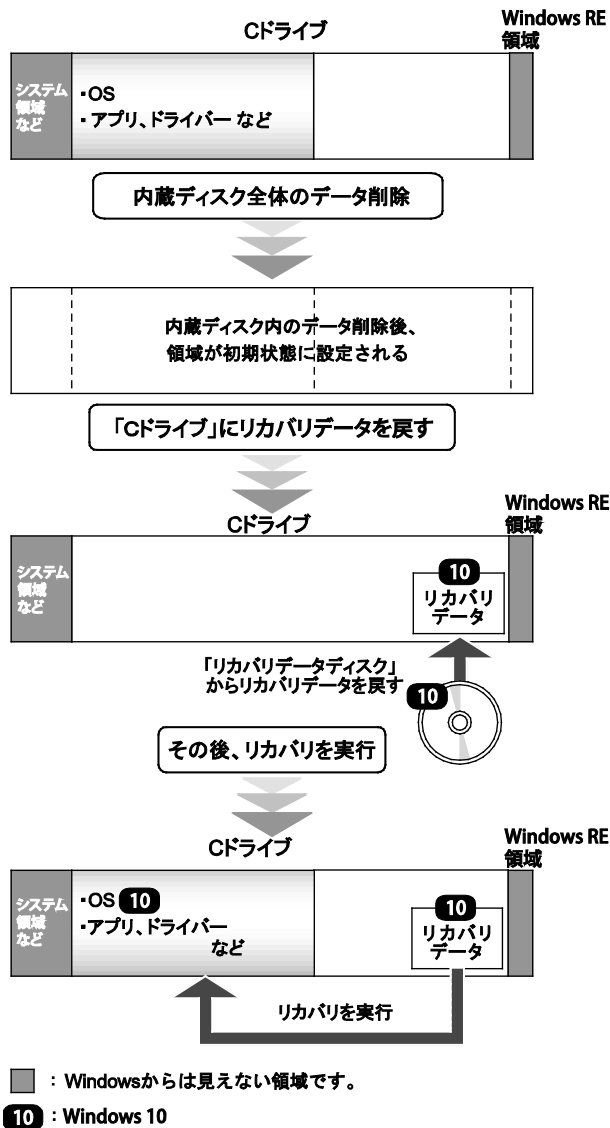 Cドライブ
Windows RE
領域
システム
領域
など
・OS
・アプリ、ドライバー など
内蔵ディスク全体のデータ削除
内蔵ディスク内のデータ削除後、
領域が初期状態に設定される
「Cドライブ」にリカバリデータを戻す
Cドライブ
Windows RE
領域
システム
領域
など
10
リカバリ
データ
「リカバリデータディスク」
からリカバリデータを戻す
10
その後、リカバリを実行
Cドライブ
Windows RE
領域
システム
領域
など
・OS 10
・アプリ、ドライバー
など
10
リカバリ
データ
リカバリを実行
：Windowsからは見えない領域です。
10：Windows 10